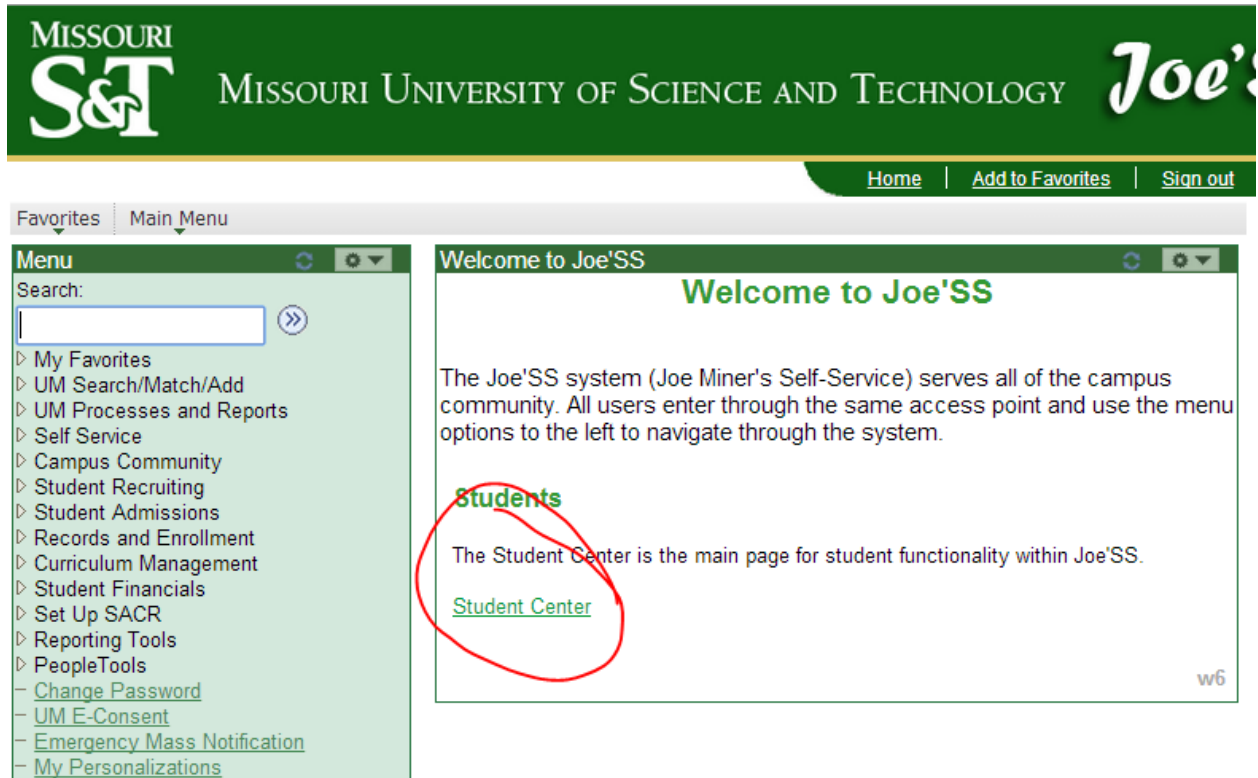 MISSOURI
S&T
MISSOURI UNIVERSITY OF SCIENCE AND TECHNOLOGY
Joe's
Home | Add to Favorites | Sign out
Favorites Main Menu
Menu
Search:
My Favorites
UM Search/Match/Add
UM Processes and Reports
Self Service
Campus Community
Student Recruiting
Student Admissions
Records and Enrollment
Curriculum Management
Student Financials
Set Up SACR
Reporting Tools
PeopleTools
Change Password
UM E-Consent
Emergency Mass Notification
My Personalizations
Welcome to Joe'SS
Welcome to Joe'SS
The Joe'SS system (Joe Miner's Self-Service) serves all of the campus
community. All users enter through the same access point and use the menu
options to the left to navigate through the system.
Students
The Student Center is the main page for student functionality within Joe'SS.
Student Center
w6